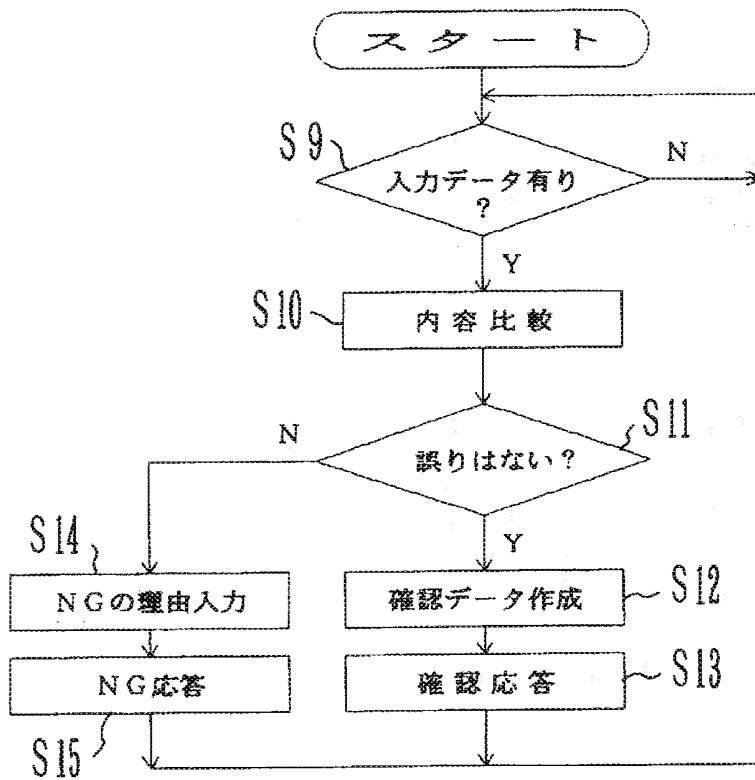 スタート
S9
入力データ有り
?
N
Y
S10
内容比較
S11
誤りはない?
N
Y
S14
NGの理由入力
確認データ作成
S12
NG応答
確認応答
S13
S15